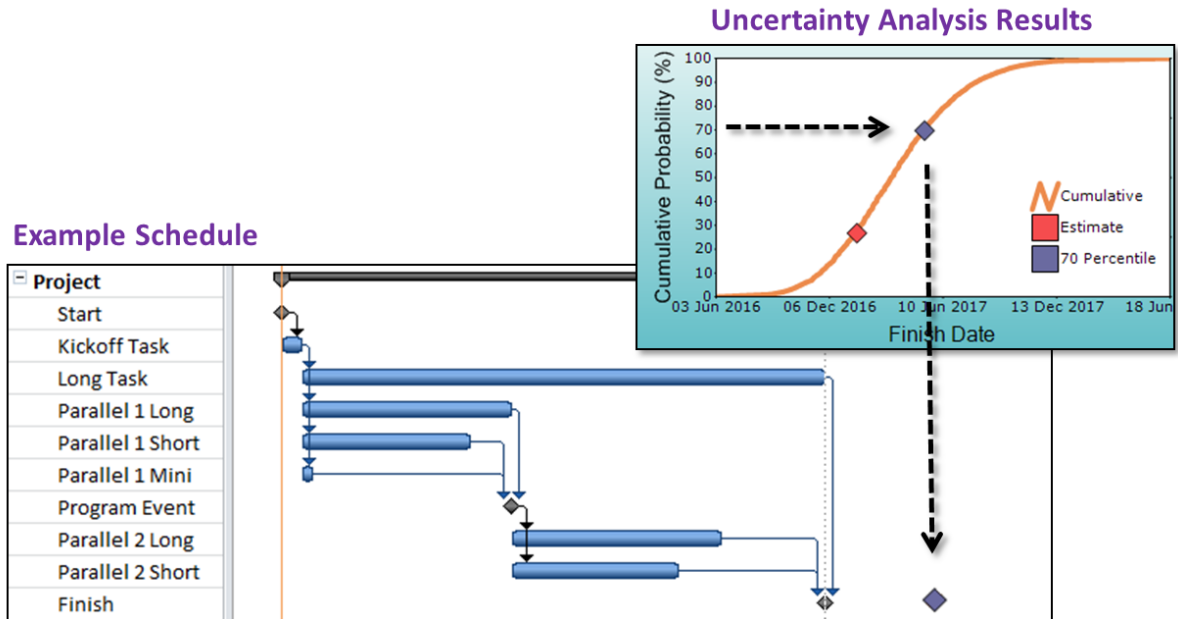 Uncertainty Analysis Results
Cumulative Probability (%)
100
90
80
70
60
50
40
30
20
10
0
03 Jun 2016 06 Dec 2016 10 Jun 2017 13 Dec 2017 18 Jun
Finish Date
Cumulative
Estimate
70 Percentile
Example Schedule
Project
Start
Kickoff Task
Long Task
Parallel 1 Long
Parallel 1 Short
Parallel 1 Mini
Program Event
Parallel 2 Long
Parallel 2 Short
Finish